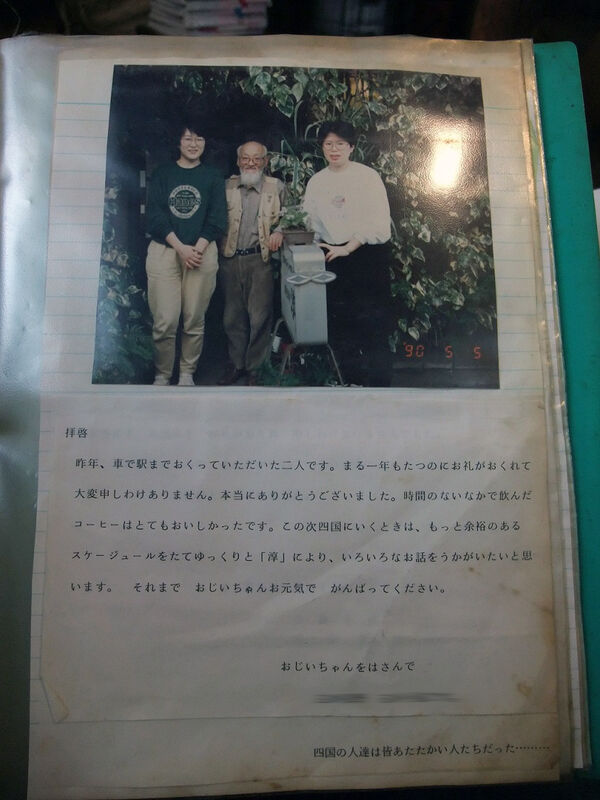 Hanes
'90 5 5
拝啓
昨年、車で駅までおくっていただいた二人です。まる一年もたつのにお礼がおくれて
大変申しわけありません。本当にありがとうございました。時間のないなかで飲んだ
コーヒーはとてもおいしかったです。この次四国にいくときは、もっと余裕のある
スケージュールをたてゆっくりと「淳」により、いろいろなお話をうかがいたいと思
います。 それまで おじいちゃんお元気で がんばってください。
おじいちゃんをはさんで
四国の人達は皆あたたかい人たちだった………